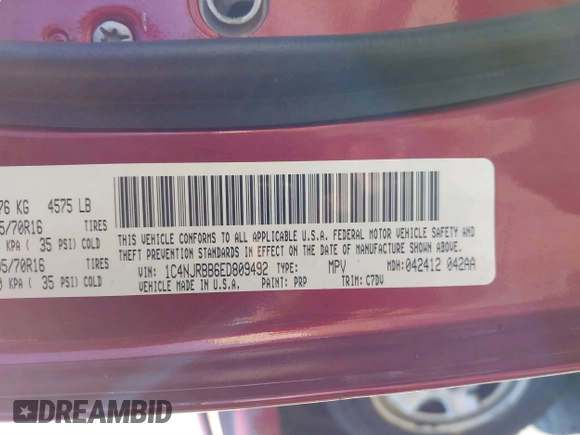 76 KG 4575 LB
5/70R16 TIRES
KPA ( 35 PSI) COLD
5/70R16 TIRES
0 KPA ( 35 PSI) COLD
THIS VEHICLE CONFORMS TO ALL APPLICABLE U.S.A. FEDERAL MOTOR VEHICLE SAFETY AND
THEFT PREVENTION STANDARDS IN EFFECT ON THE DATE OF MANUFACTURE SHOWN ABOVE.
VIN: 1C4NJRBB6ED809492 TYPE: MPV MDH: 042412 042AA
VEHICLE MADE IN U.S.A. PAINT: PRP TRIM: C7DV
DREAMBID